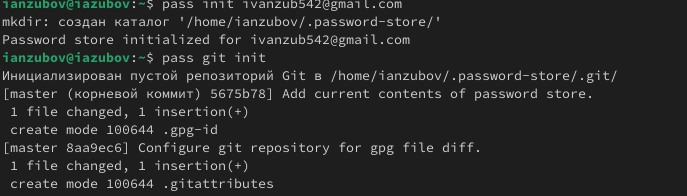 ianzubov@iazubov:~$ pass init ivanzub542@gmail.com
mkdir: создан каталог '/home/ianzubov/.password-store/'
Password store initialized for ivanzub542@gmail.com
ianzubov@iazubov:~$ pass git init
Инициализирован пустой репозиторий Git в /home/ianzubov/.password-store/.git/
[master (корневой коммит) 5675b78] Add current contents of password store.
 1 file changed, 1 insertion(+)
 create mode 100644 .gpg-id
[master 8aa9ec6] Configure git repository for gpg file diff.
 1 file changed, 1 insertion(+)
 create mode 100644 .gitattributes